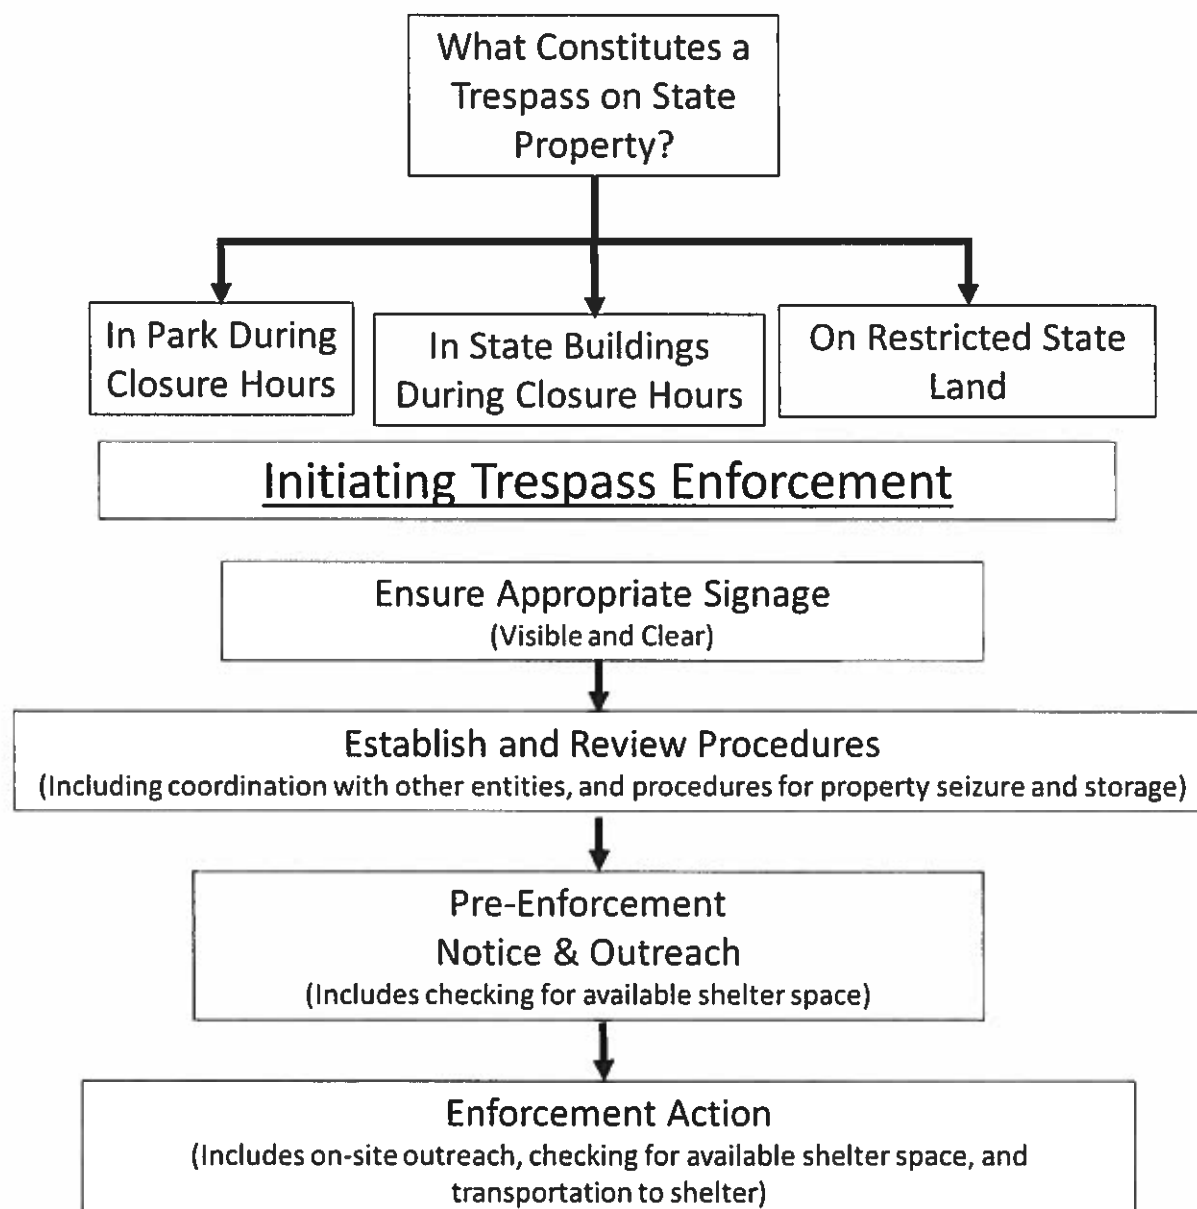 What Constitutes a
Trespass on State
Property?
In Park During
Closure Hours
In State Buildings
During Closure Hours
On Restricted State
Land
Initiating Trespass Enforcement
Ensure Appropriate Signage
(Visible and Clear)
Establish and Review Procedures
(Including coordination with other entities, and procedures for property seizure and storage)
Pre-Enforcement
Notice & Outreach
(Includes checking for available shelter space)
Enforcement Action
(Includes on-site outreach, checking for available shelter space, and
transportation to shelter)